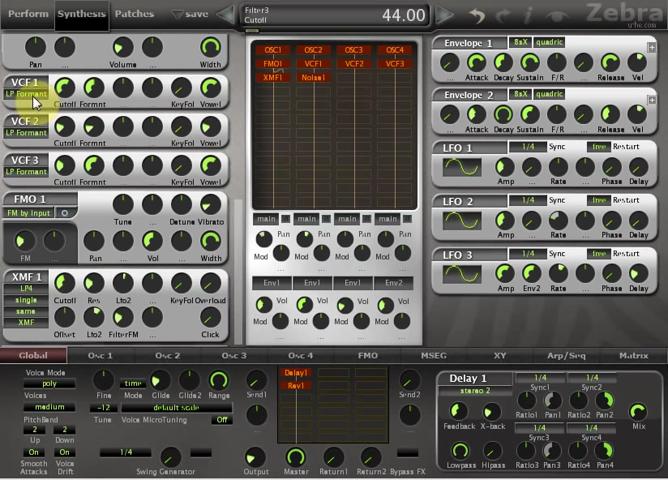 Perform Synthesis Patches save
Filter3
Cutoff 44.00
Zebra
u-he.com
Pan ... Volume ... Width
VCF 1
LP Formant
Cutoff Formnt ... KeyFol Vowel
VCF 2
LP Formant
Cutoff Formnt ... KeyFol Vowel
VCF 3
LP Formant
Cutoff Formnt ... KeyFol Vowel
FMO 1
FM by Input
Tune ... Detune Vibrato
FM ... Pan ... Vol ... Width
XMF 1
LP4
single
same
XMF
Cutoff Res Lto2 ... KeyFol Overload
Offset Lto2 FilterFM Click
OSC1 OSC2 OSC3 OSC4
FMO1 VCF1 VCF2 VCF3
XMF1 Noise1
main main main main
Pan Pan Pan Pan
Mod Mod Mod Mod
... ... ... ...
Env1 Env1 Env1 Env1
Vol Vol Vol Vol
Mod Mod Mod Mod
... ... ... ...
Envelope 1 8sX quadric
Attack Decay Sustain F/R ... Release Vel
Envelope 2 8sX quadric
Attack Decay Sustain F/R ... Release Vel
LFO 1 1/4 Sync free Restart
Amp ... Rate ... Phase Delay
LFO 2 1/4 Sync free Restart
Amp ... Rate ... Phase Delay
LFO 3 1/4 Sync free Restart
Amp Env2 Rate ... Phase Delay
Global Osc 1 Osc 2 Osc 3 Osc 4 FMO MSEG XY Arp/Seq Matrix
Voice Mode
poly
Voices
medium
PitchBend
2 2
Up Down
On On
Smooth Attacks Voice Drift
Fine time Mode Glide Glide2 Range
-12 default scale
Tune Voice MicroTuning Off
1/4
Swing Generator
Send1
Output
Delay1
Rev1
Master Return1 Return2
Send2
Bypass FX
Delay 1
stereo 2
Feedback X-back
Lowpass Hipass
1/4 1/4
Sync1 Sync2
Ratio1 Pan1 Ratio2 Pan2
1/4 1/4
Sync3 Sync4
Ratio3 Pan3 Ratio4 Pan4
Mix